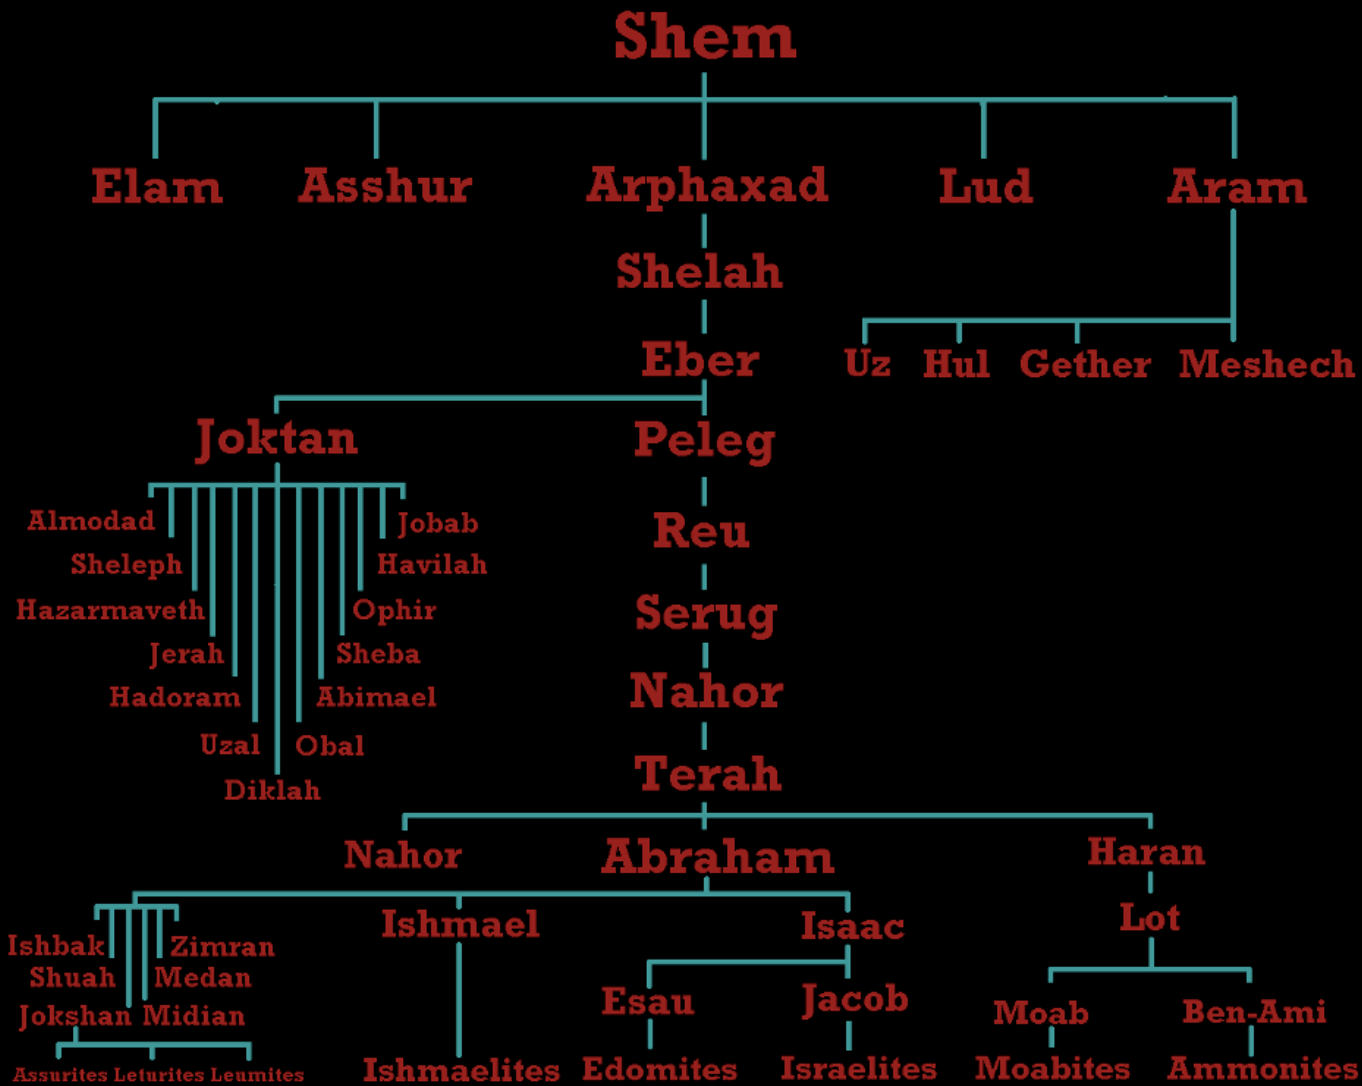 Shem
Elam Asshur Arphaxad Lud Aram
Shelah
Eber
Uz Hul Gether Meshech
Joktan Peleg
Almodad Jobab
Reu
Sheleph Havilah
Hazarmaveth Ophir
Serug
Jerah Sheba
Hadoram Abimael
Nahor
Uzal Obal
Terah
Diklah
Nahor Abraham Haran
Ishmael Isaac Lot
Ishbak Zimran
Shuah Medan
Esau Jacob
Jokshan Midian Moab Ben-Ami
Assurites Leturites Leumites Ishmaelites Edomites Israelites Moabites Ammonites